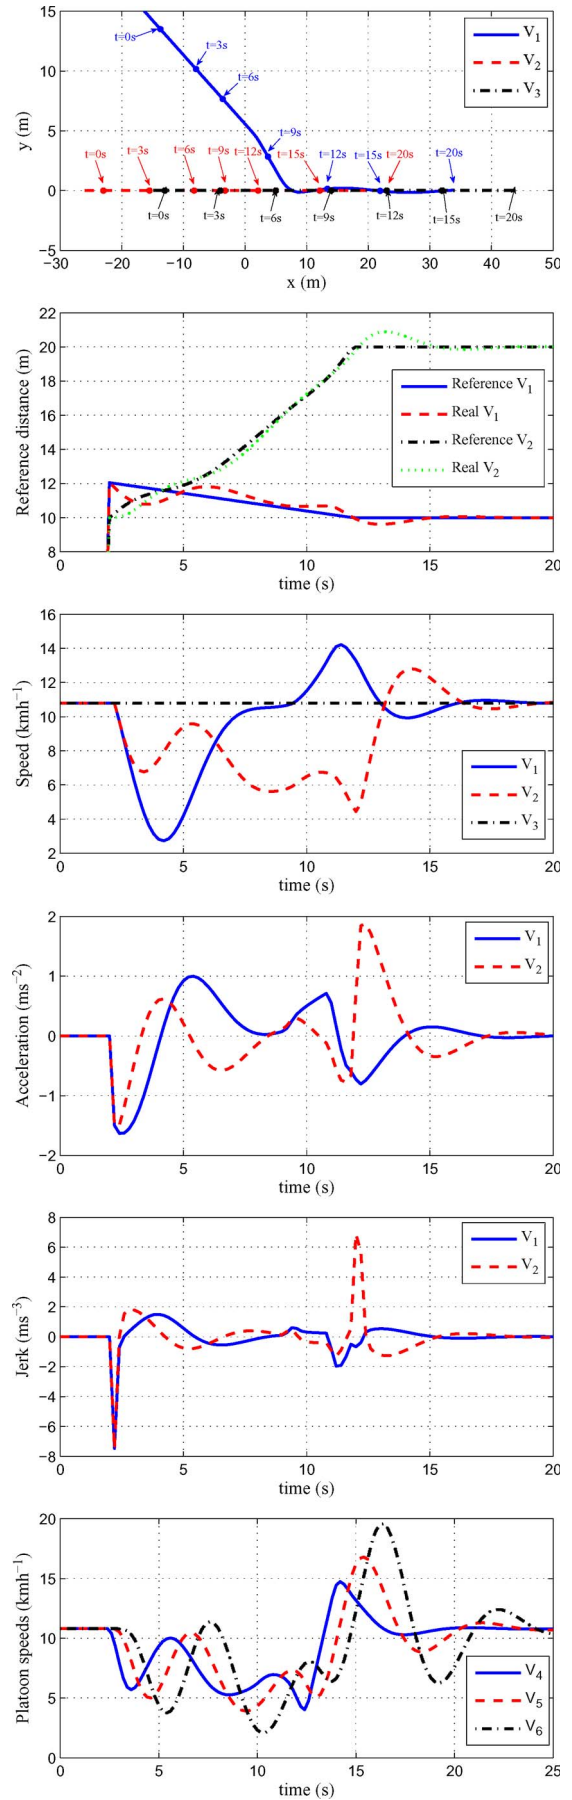 15
10
5
0
−5
y (m)
t=0s
t=3s
t=6s
t=9s
V1
V2
V3
t=0s
t=3s
t=6s
t=9s
t=12s
t=15s
t=12s
t=15s
t=20s
t=20s
t=0s
t=3s
t=6s
t=9s
t=12s
t=15s
t=20s
−30 −20 −10 0 10 20 30 40 50
x (m)
22
20
18
16
14
12
10
8
Reference distance (m)
Reference V1
Real V1
Reference V2
Real V2
0 5 10 15 20
time (s)
16
14
12
10
8
6
4
2
Speed (kmh−1)
V1
V2
V3
0 5 10 15 20
time (s)
2
1
0
−1
−2
Acceleration (ms−2)
V1
V2
0 5 10 15 20
time (s)
8
6
4
2
0
−2
−4
−6
−8
Jerk (ms−3)
V1
V2
0 5 10 15 20
time (s)
20
15
10
5
0
Platoon speeds (kmh−1)
V4
V5
V6
0 5 10 15 20 25
time (s)